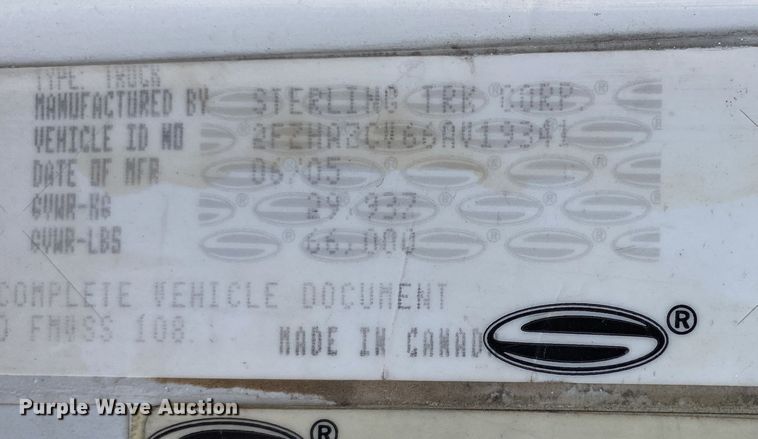 TYPE: TRUCK
MANUFACTURED BY STERLING TRK CORP.
VEHICLE ID NO 2FZHAZCV66AV19341
DATE OF MFR 06/05
GVWR-KG 29,937
GVWR-LBS 66,000
COMPLETE VEHICLE DOCUMENT
FMVSS 108
MADE IN CANAD
®
Purple Wave Auction
®